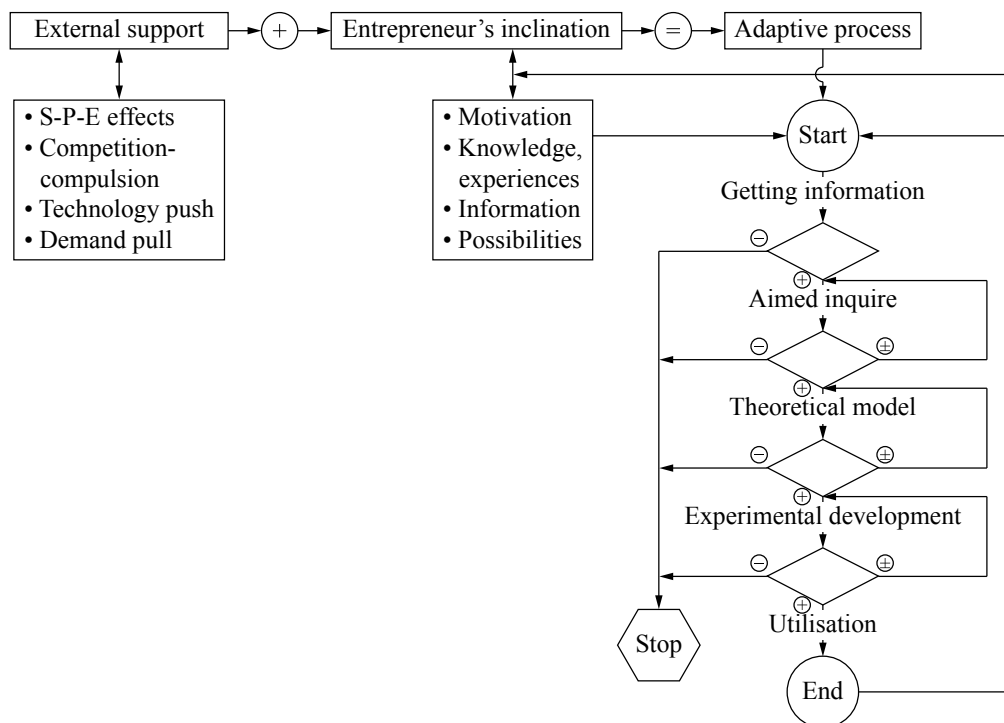 External support
+
Entrepreneur’s inclination
=
Adaptive process
• S-P-E effects
• Competition-
compulsion
• Technology push
• Demand pull
• Motivation
• Knowledge,
experiences
• Information
• Possibilities
Start
Getting information
−
+
Aimed inquire
−
±
+
Theoretical model
−
±
+
Experimental development
−
±
+
Utilisation
Stop
End